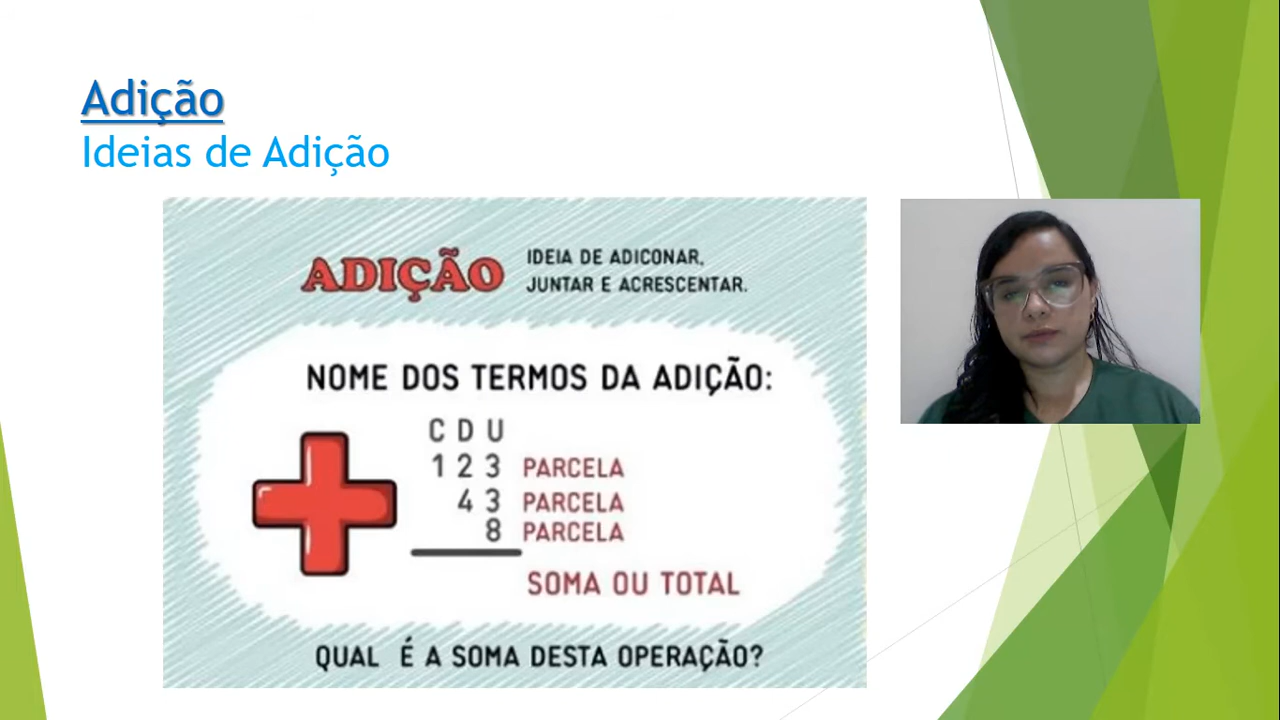 Adição
Ideias de Adição
ADIÇÃO
IDEIA DE ADICONAR,
JUNTAR E ACRESCENTAR.
NOME DOS TERMOS DA ADIÇÃO:
C D U
1 2 3 PARCELA
4 3 PARCELA
8 PARCELA
SOMA OU TOTAL
QUAL É A SOMA DESTA OPERAÇÃO?